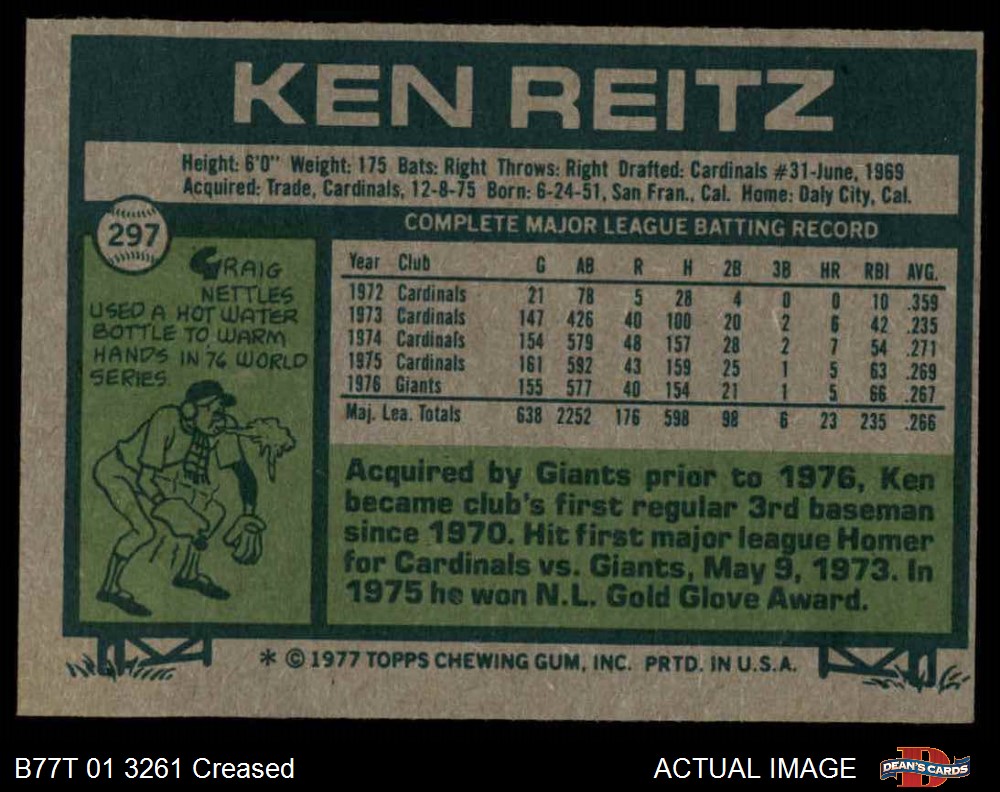 KEN REITZ
Height: 6'0" Weight: 175 Bats: Right Throws: Right Drafted: Cardinals #31-June, 1969
Acquired: Trade, Cardinals, 12-8-75 Born: 6-24-51, San Fran., Cal. Home: Daly City, Cal.
297
COMPLETE MAJOR LEAGUE BATTING RECORD
GRAIG
NETTLES
USED A HOT WATER
BOTTLE TO WARM
HANDS IN 76 WORLD
SERIES.
Year Club G AB R H 2B 3B HR RBI AVG.
1972 Cardinals 21 78 5 28 4 0 0 10 .359
1973 Cardinals 147 426 40 100 20 2 6 42 .235
1974 Cardinals 154 579 48 157 28 2 7 54 .271
1975 Cardinals 161 592 43 159 25 1 5 63 .269
1976 Giants 155 577 40 154 21 1 5 66 .267
Maj. Lea. Totals 638 2252 176 598 98 6 23 235 .266
Acquired by Giants prior to 1976, Ken
became club's first regular 3rd baseman
since 1970. Hit first major league Homer
for Cardinals vs. Giants, May 9, 1973. In
1975 he won N.L. Gold Glove Award.
* © 1977 TOPPS CHEWING GUM, INC. PRTD. IN U.S.A.
B77T 01 3261 Creased
ACTUAL IMAGE
D
DEAN'S CARDS